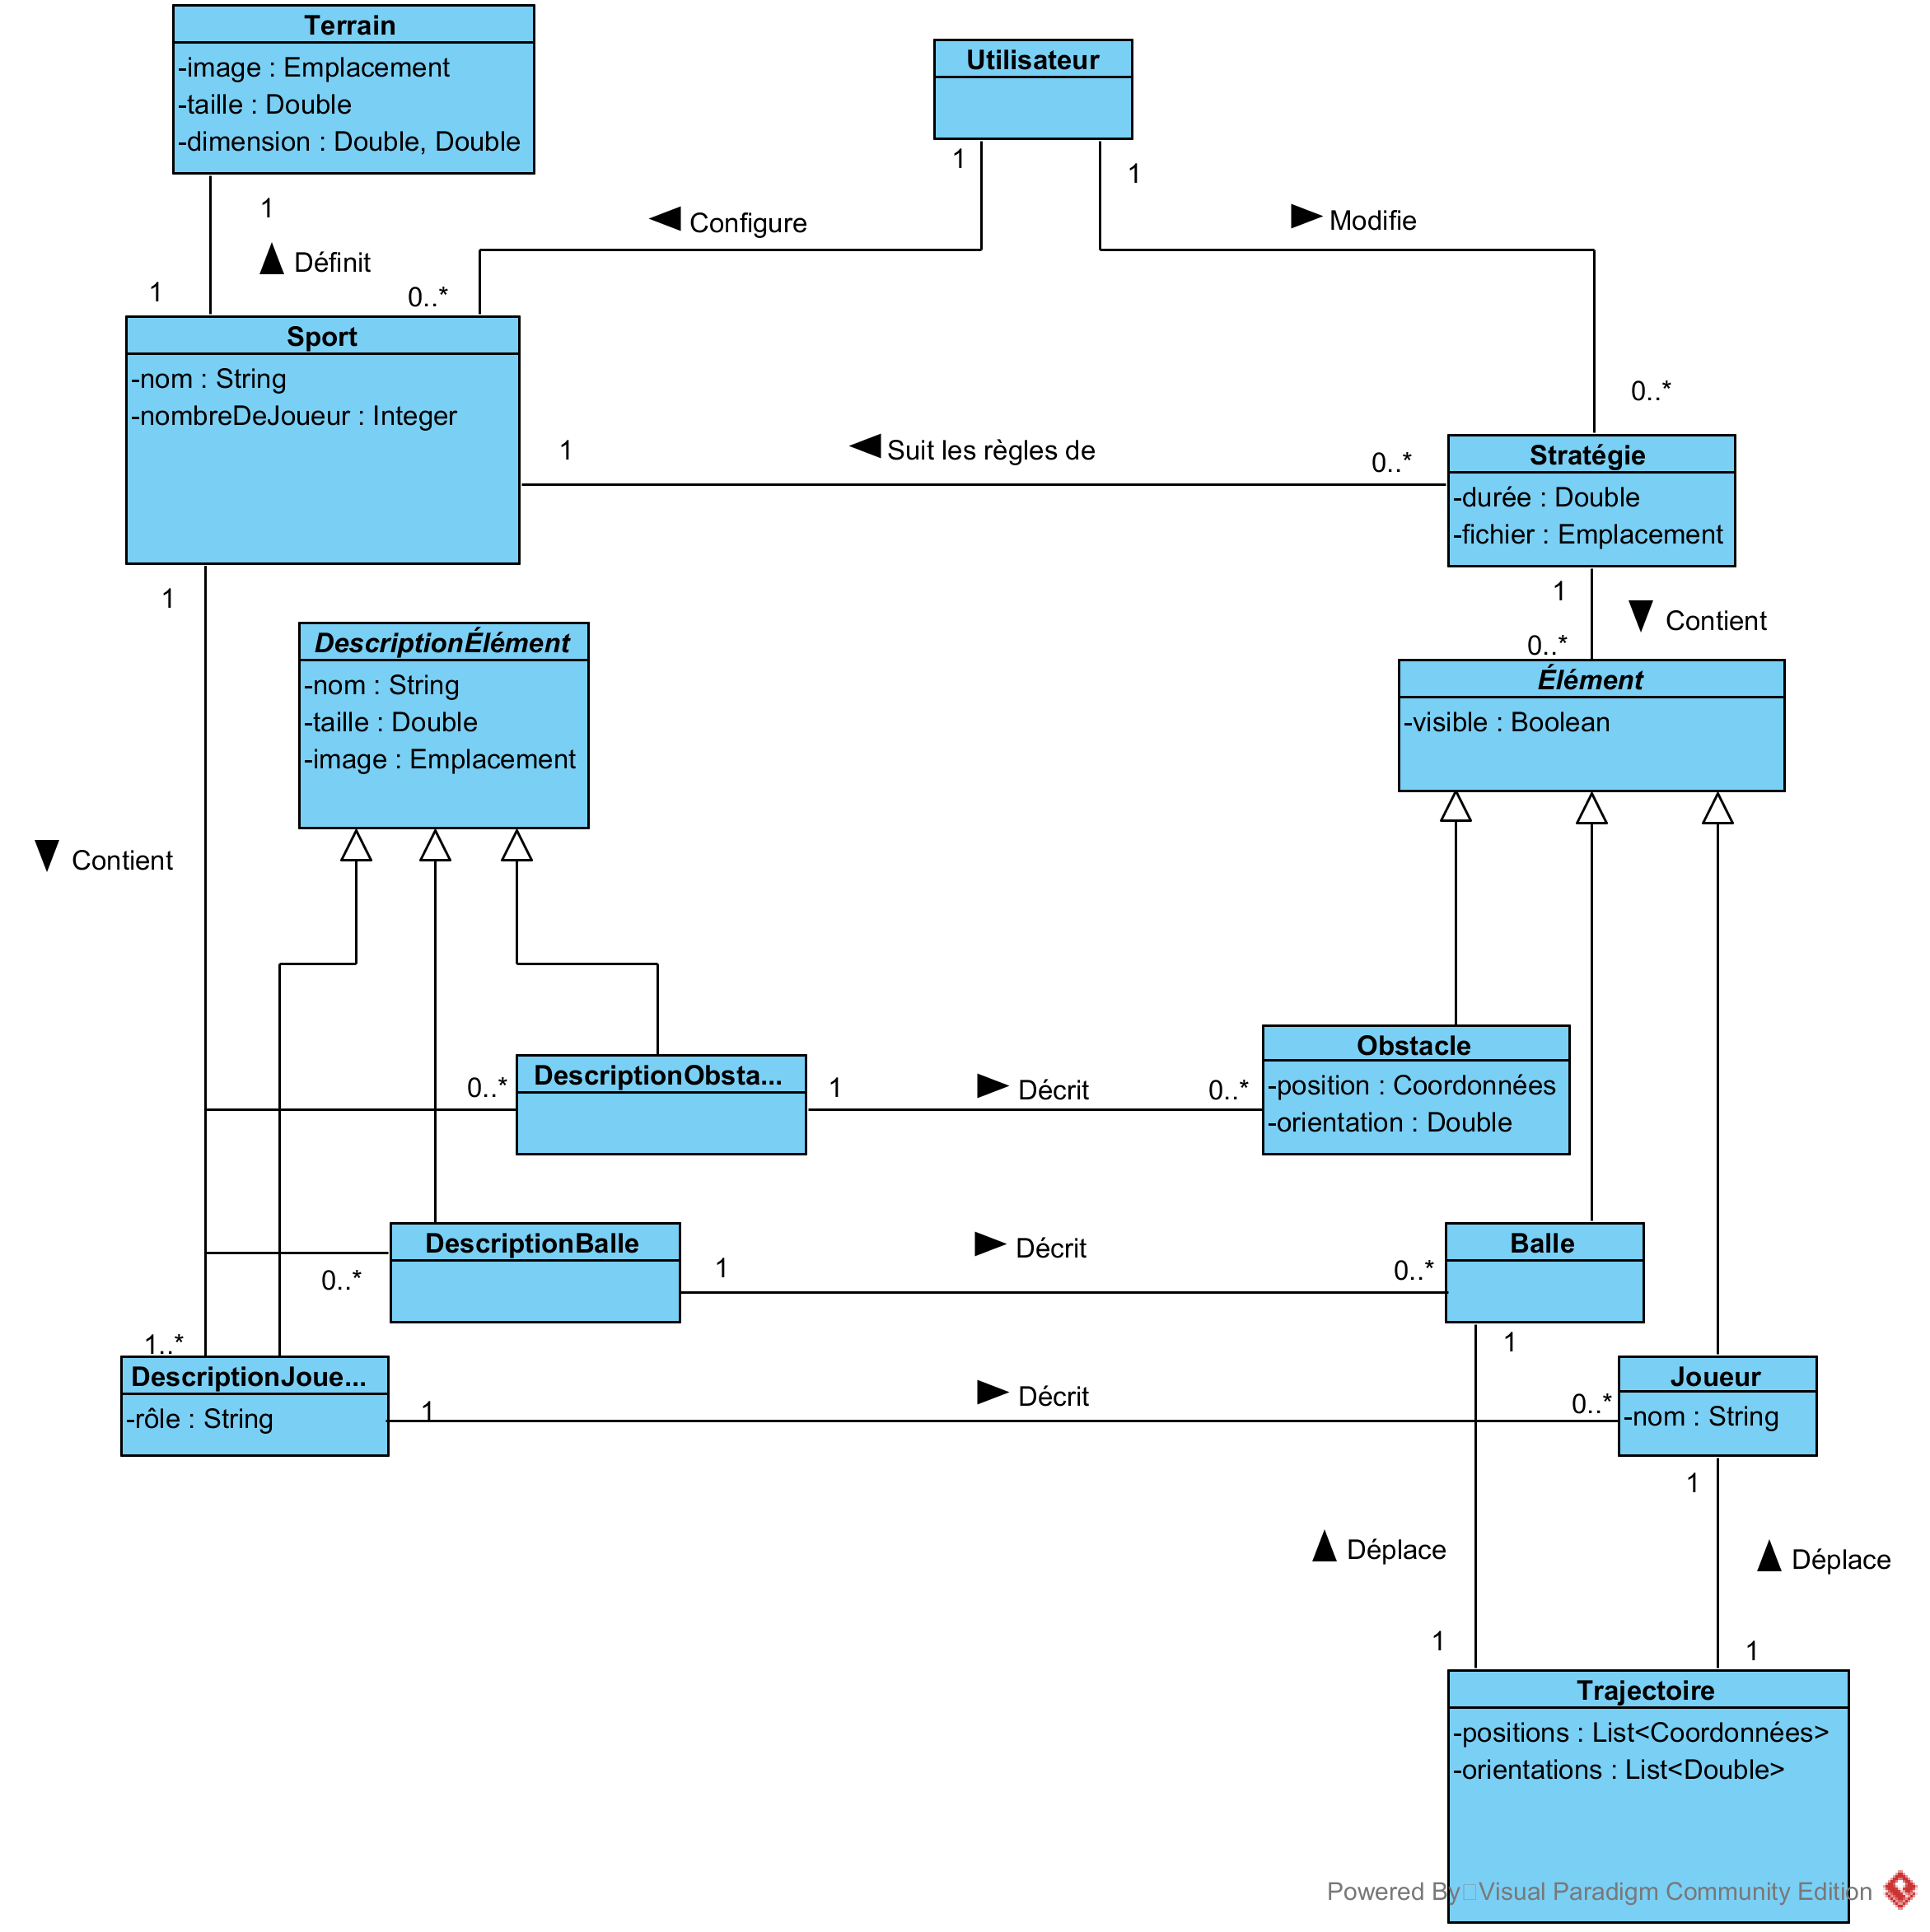 Terrain
-image : Emplacement
-taille : Double
-dimension : Double, Double
Utilisateur
1
1
1
Configure
Modifie
Définit
1
0..*
Sport
-nom : String
-nombreDeJoueur : Integer
0..*
1
Suit les règles de
0..*
Stratégie
-durée : Double
-fichier : Emplacement
1
1
Contient
0..*
DescriptionÉlément
-nom : String
-taille : Double
-image : Emplacement
Élément
-visible : Boolean
Contient
0..*
DescriptionObsta...
1
Décrit
0..*
Obstacle
-position : Coordonnées
-orientation : Double
0..*
DescriptionBalle
1
Décrit
0..*
Balle
1
1..*
DescriptionJoue...
-rôle : String
1
Décrit
0..*
Joueur
-nom : String
1
Déplace
Déplace
1
1
Trajectoire
-positions : List<Coordonnées>
-orientations : List<Double>
Powered By Visual Paradigm Community Edition